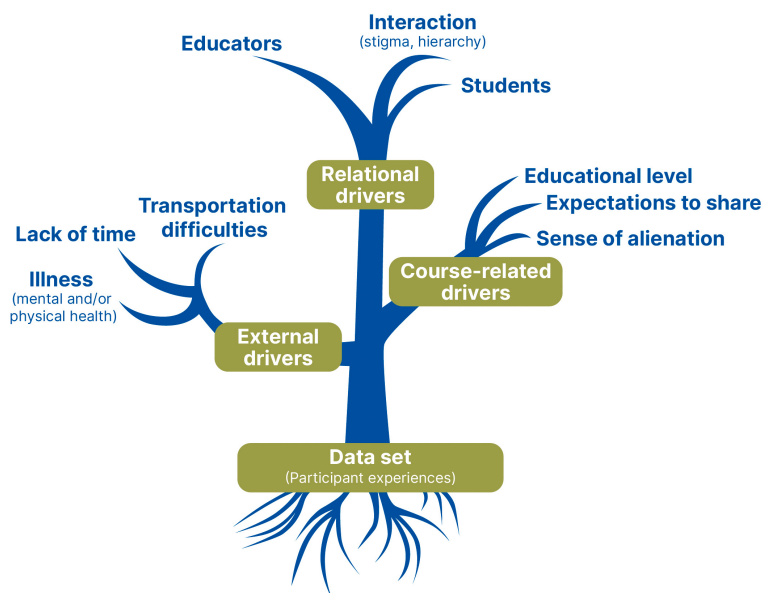 Interaction
(stigma, hierarchy)
Educators
Students
Relational
drivers
Educational level
Expectations to share
Sense of alienation
Transportation
difficulties
Lack of time
Illness
(mental and/or
physical health)
Course-related
drivers
External
drivers
Data set
(Participant experiences)